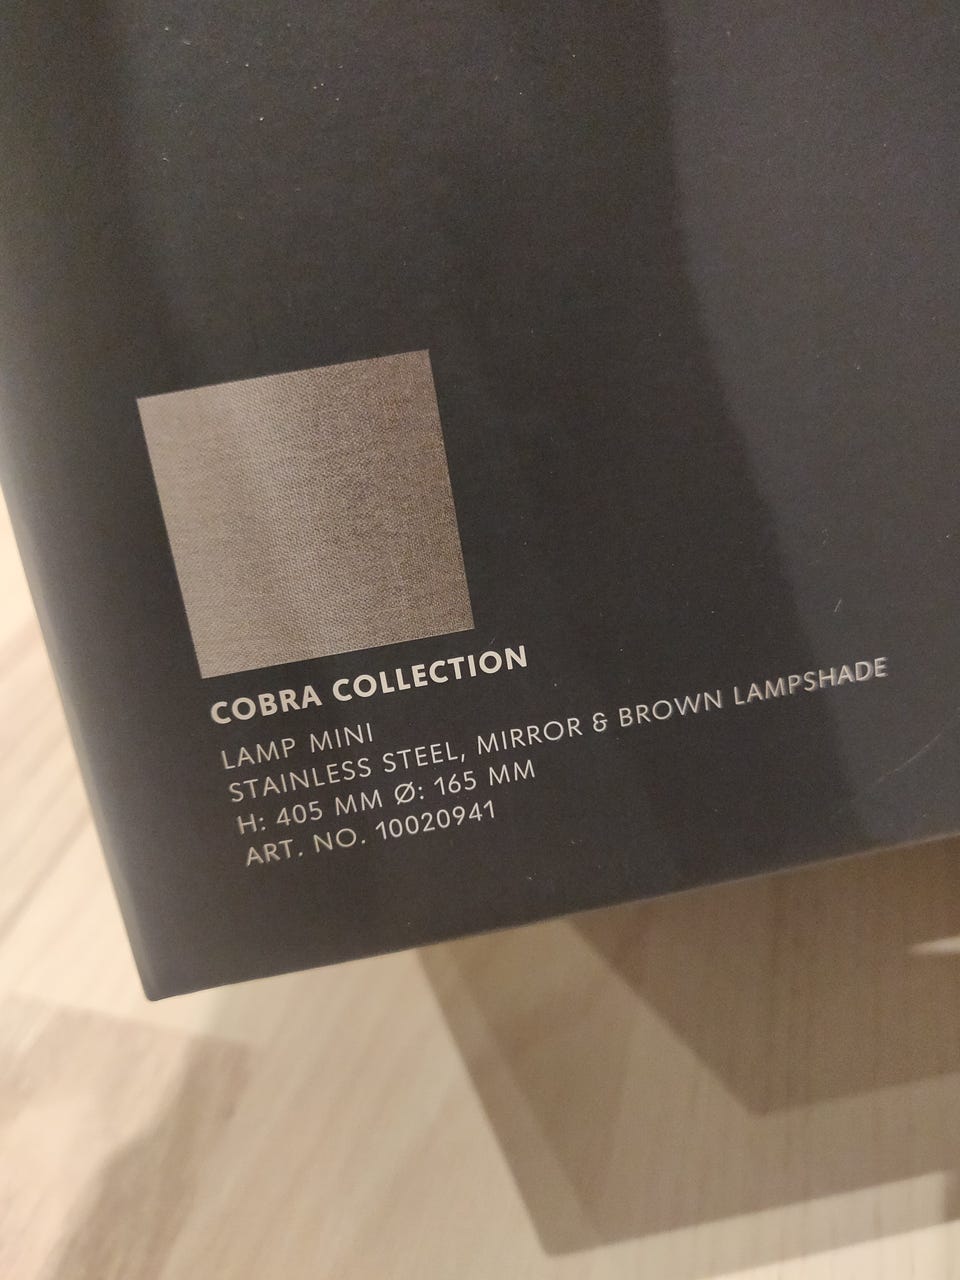 COBRA COLLECTION
LAMP MINI
STAINLESS STEEL, MIRROR & BROWN LAMPSHADE
H: 405 MM Ø: 165 MM
ART. NO. 10020941